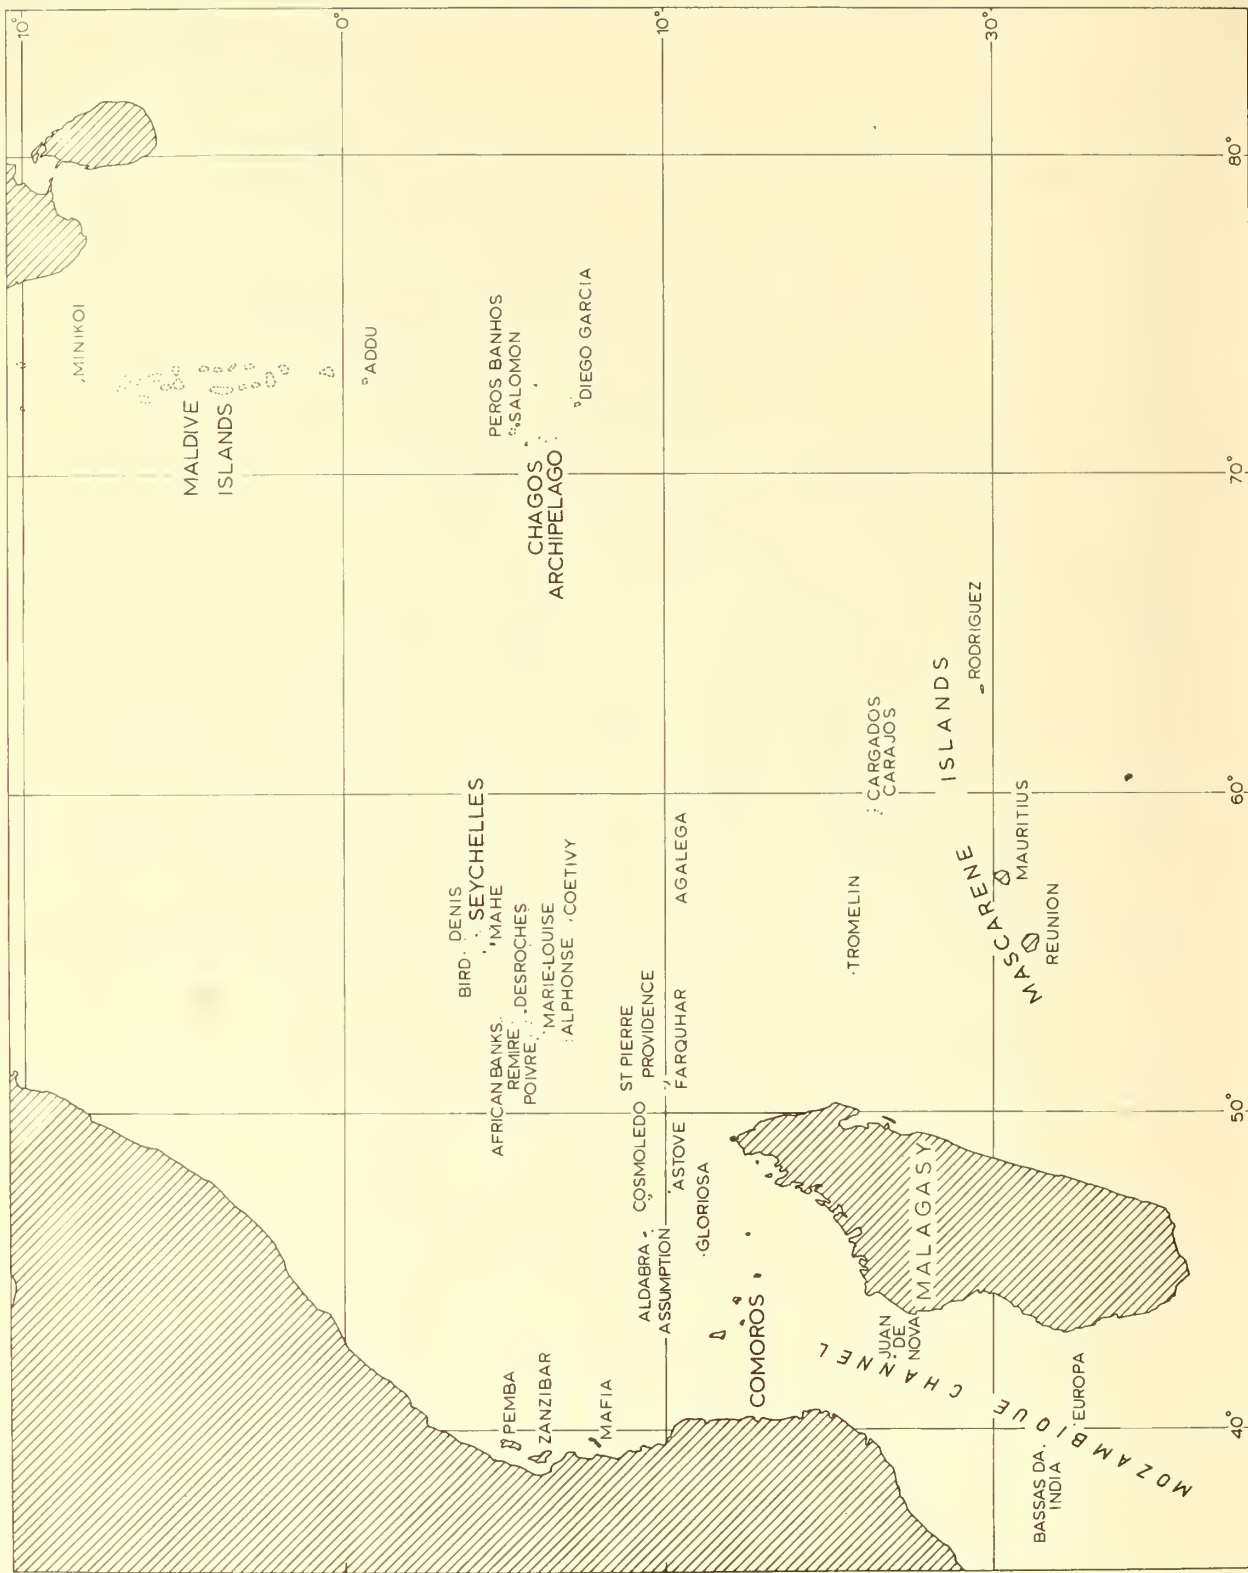 10°
0°
10°
30°
80°
70°
60°
50°
40°
MINIKOI
MALDIVE
ISLANDS
ADDU
PEROS BANHOS
SALOMON
CHAGOS
ARCHIPELAGO
DIEGO GARCIA
BIRD
DENIS
SEYCHELLES
MAHE
AFRICAN BANKS
REMIRE
DESROCHES
POIVRE
MARIE-LOUISE
ALPHONSE
COETIVY
AGALEGA
ST PIERRE
PROVIDENCE
FARQUHAR
COSMOLEDO
ASTOVE
ALDABRA
ASSUMPTION
GLORIOSA
COMOROS
PEMBA
ZANZIBAR
MAFIA
TROMELIN
CARGADOS
CARAJOS
MASCARENE
ISLANDS
RODRIGUEZ
MAURITIUS
REUNION
MALAGASY
JUAN
DE
NOVA
MOZAMBIQUE CHANNEL
BASSAS DA
INDIA
EUROPA